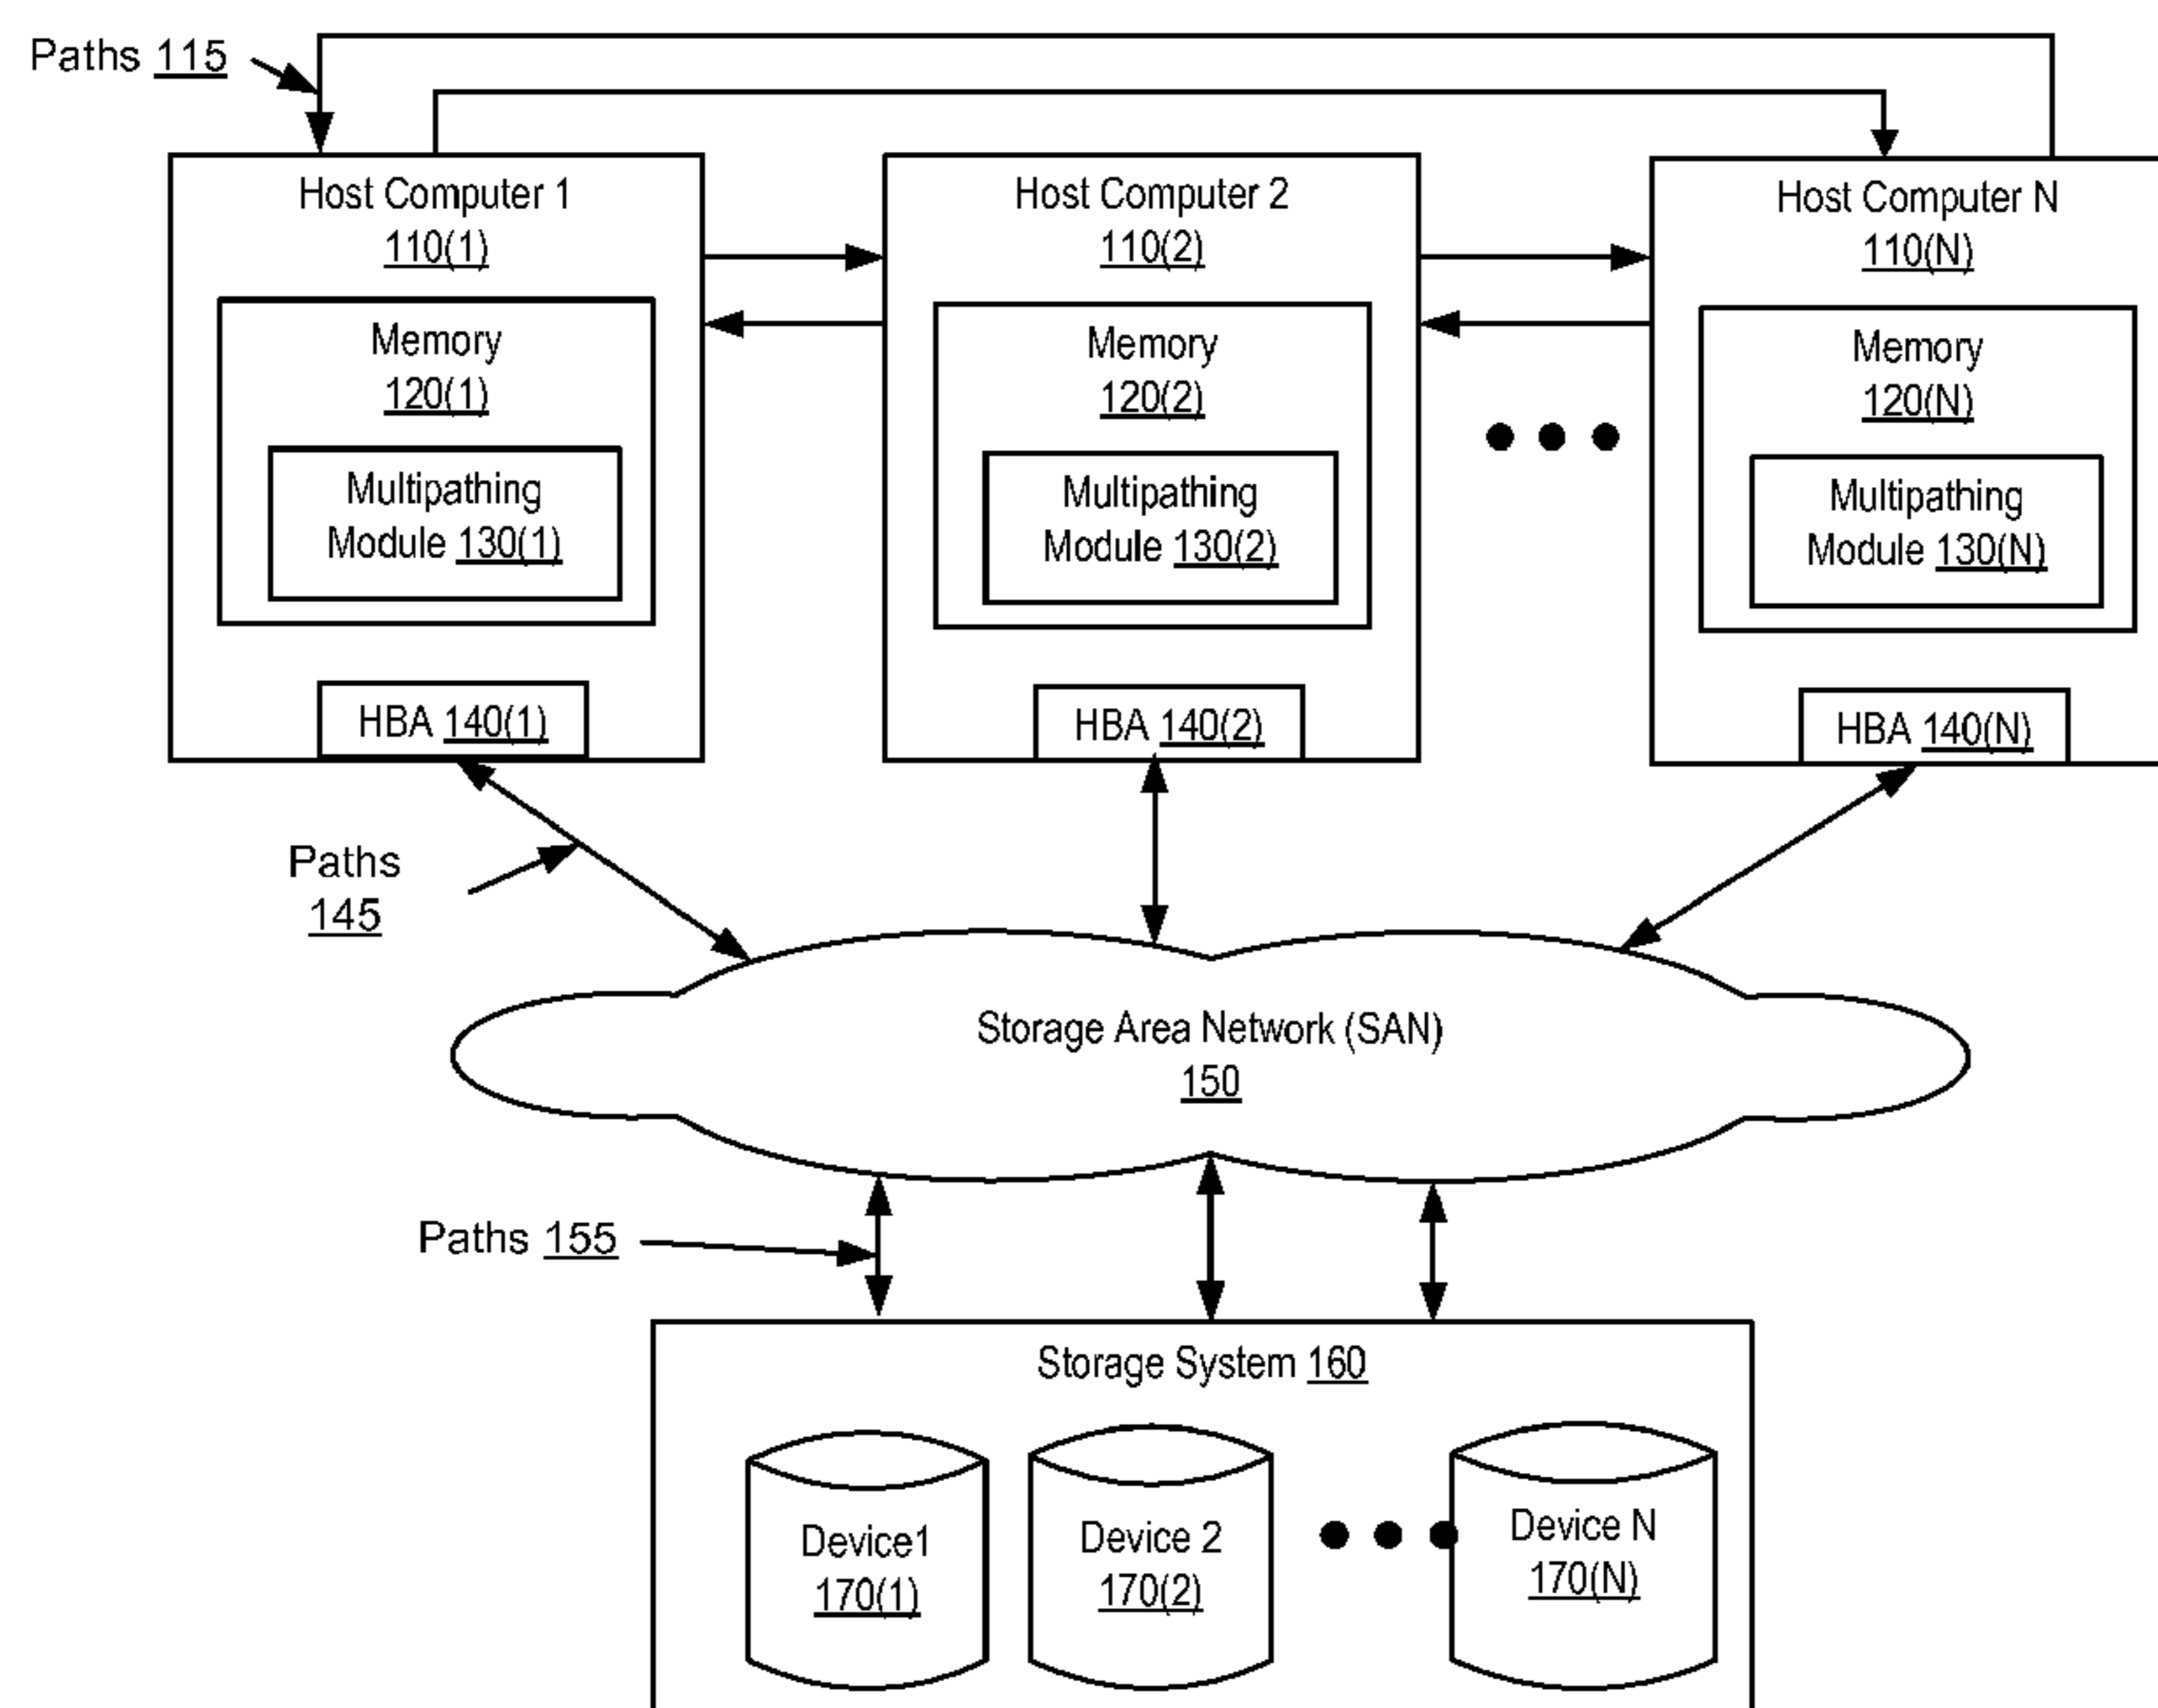 Paths 115
Host Computer 1
110(1)
Memory
120(1)
Multipathing
Module 130(1)
HBA 140(1)
Host Computer 2
110(2)
Memory
120(2)
Multipathing
Module 130(2)
HBA 140(2)
Host Computer N
110(N)
Memory
120(N)
Multipathing
Module 130(N)
HBA 140(N)
Paths
145
Storage Area Network (SAN)
150
Paths 155
Storage System 160
Device1
170(1)
Device 2
170(2)
Device N
170(N)